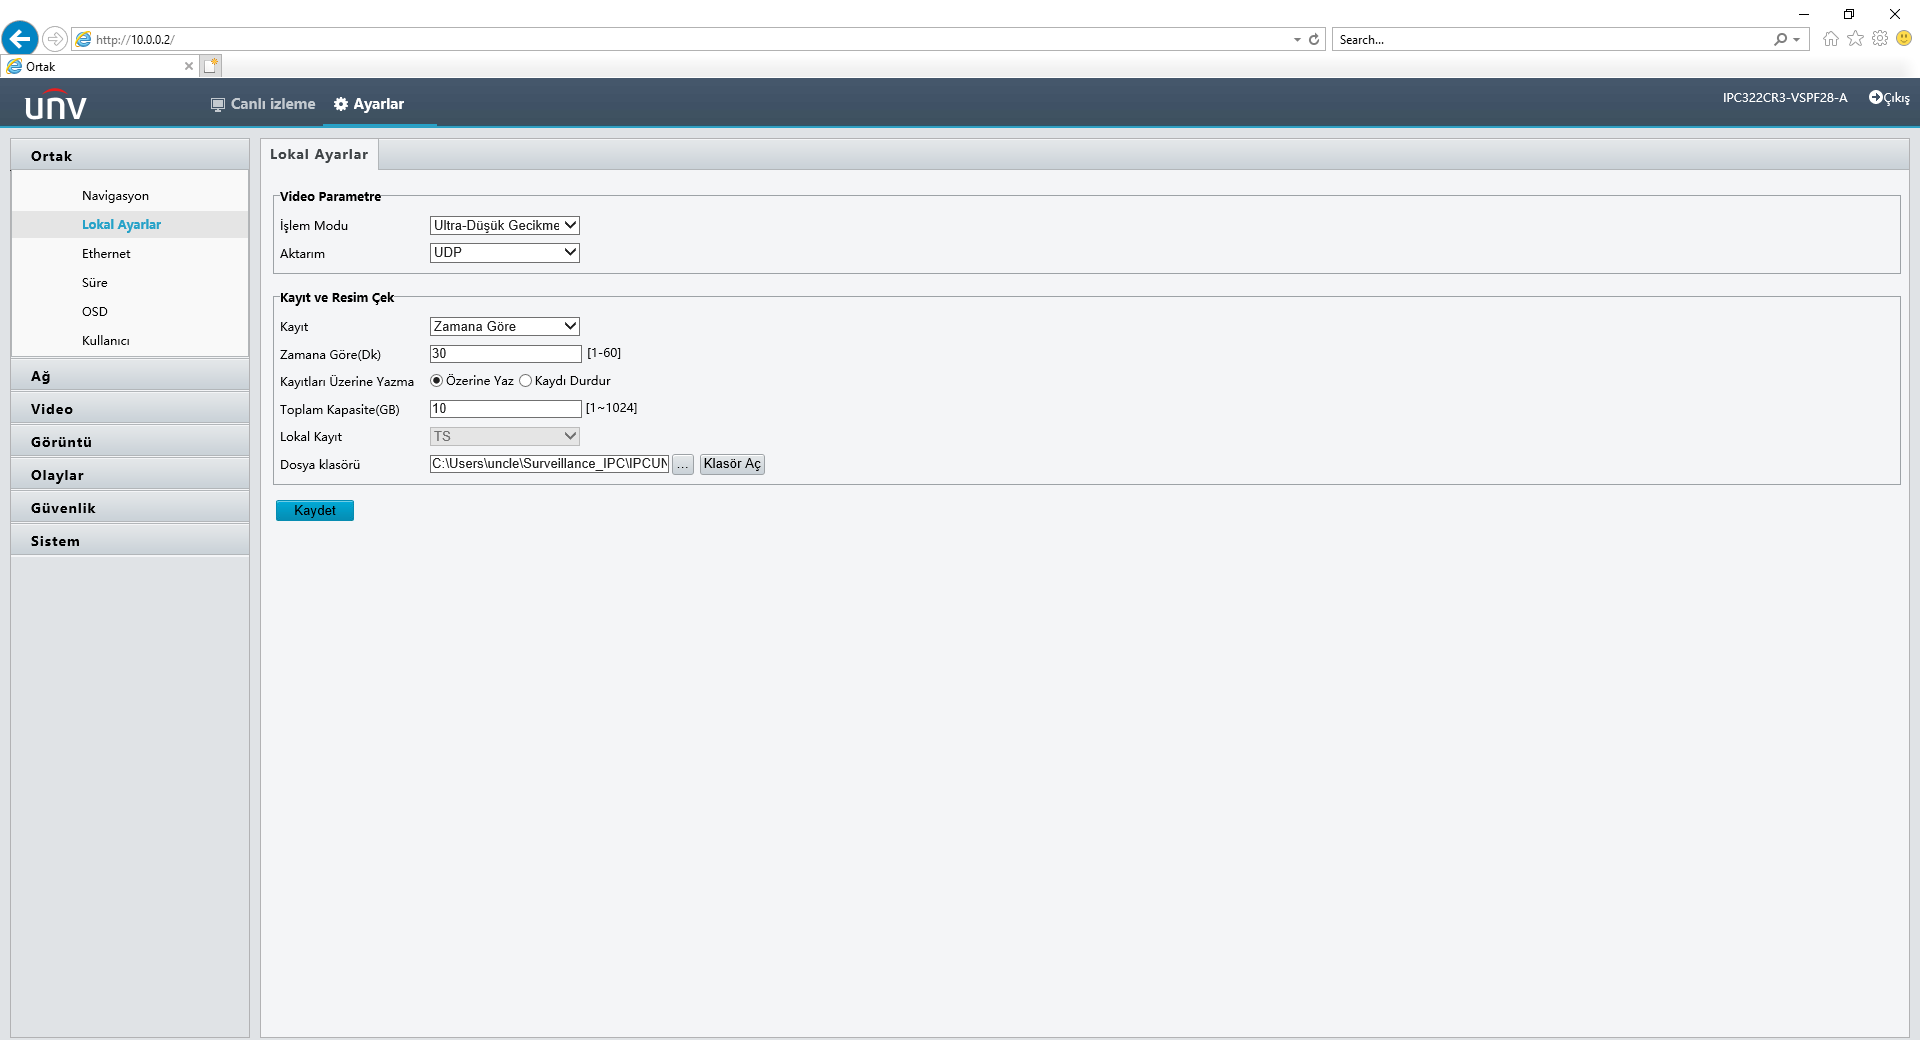 http://10.0.0.2/
Search...
Ortak
unv
Canlı izleme
Ayarlar
IPC322CR3-VSPF28-A
Çıkış
Ortak
Navigasyon
Lokal Ayarlar
Ethernet
Süre
OSD
Kullanıcı
Ağ
Video
Görüntü
Olaylar
Güvenlik
Sistem
Lokal Ayarlar
Video Parametre
İşlem Modu Ultra-Düşük Gecikme
Aktarım UDP
Kayıt ve Resim Çek
Kayıt Zamana Göre
Zamana Göre(Dk) 30 [1-60]
Kayıtları Üzerine Yazma Özerine Yaz Kaydı Durdur
Toplam Kapasite(GB) 10 [1~1024]
Lokal Kayıt TS
Dosya klasörü C:\Users\uncle\Surveillance_IPC\IPCUN ... Klasör Aç
Kaydet